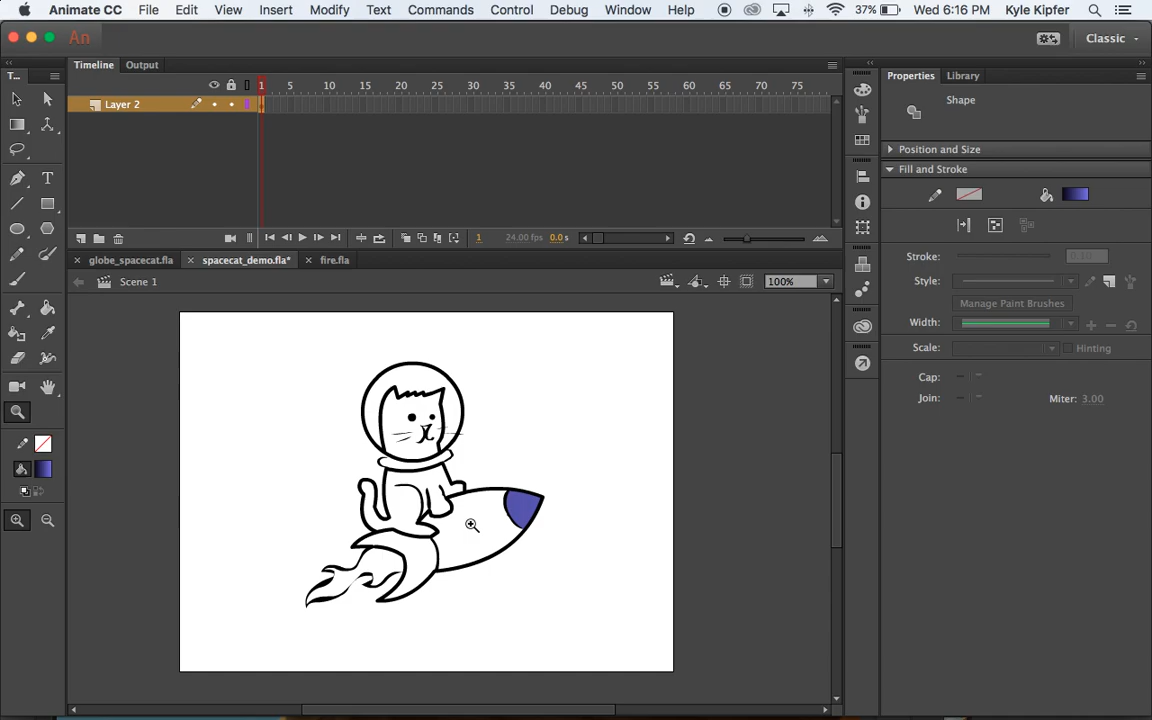 Animate CC File Edit View Insert Modify Text Commands Control Debug Window Help 37% Wed 6:16 PM Kyle Kipfer
An Classic
T... Timeline Output Properties Library
1 5 10 15 20 25 30 35 40 45 50 55 60 65 70 75
Layer 2
Shape
Position and Size
Fill and Stroke
1 24.00 fps 0.0 s
globe_spacecat.fla spacecat_demo.fla* fire.fla
Scene 1 100%
Stroke: 0.10
Style:
Manage Paint Brushes
Width:
Scale: Hinting
Cap:
Join: Miter: 3.00